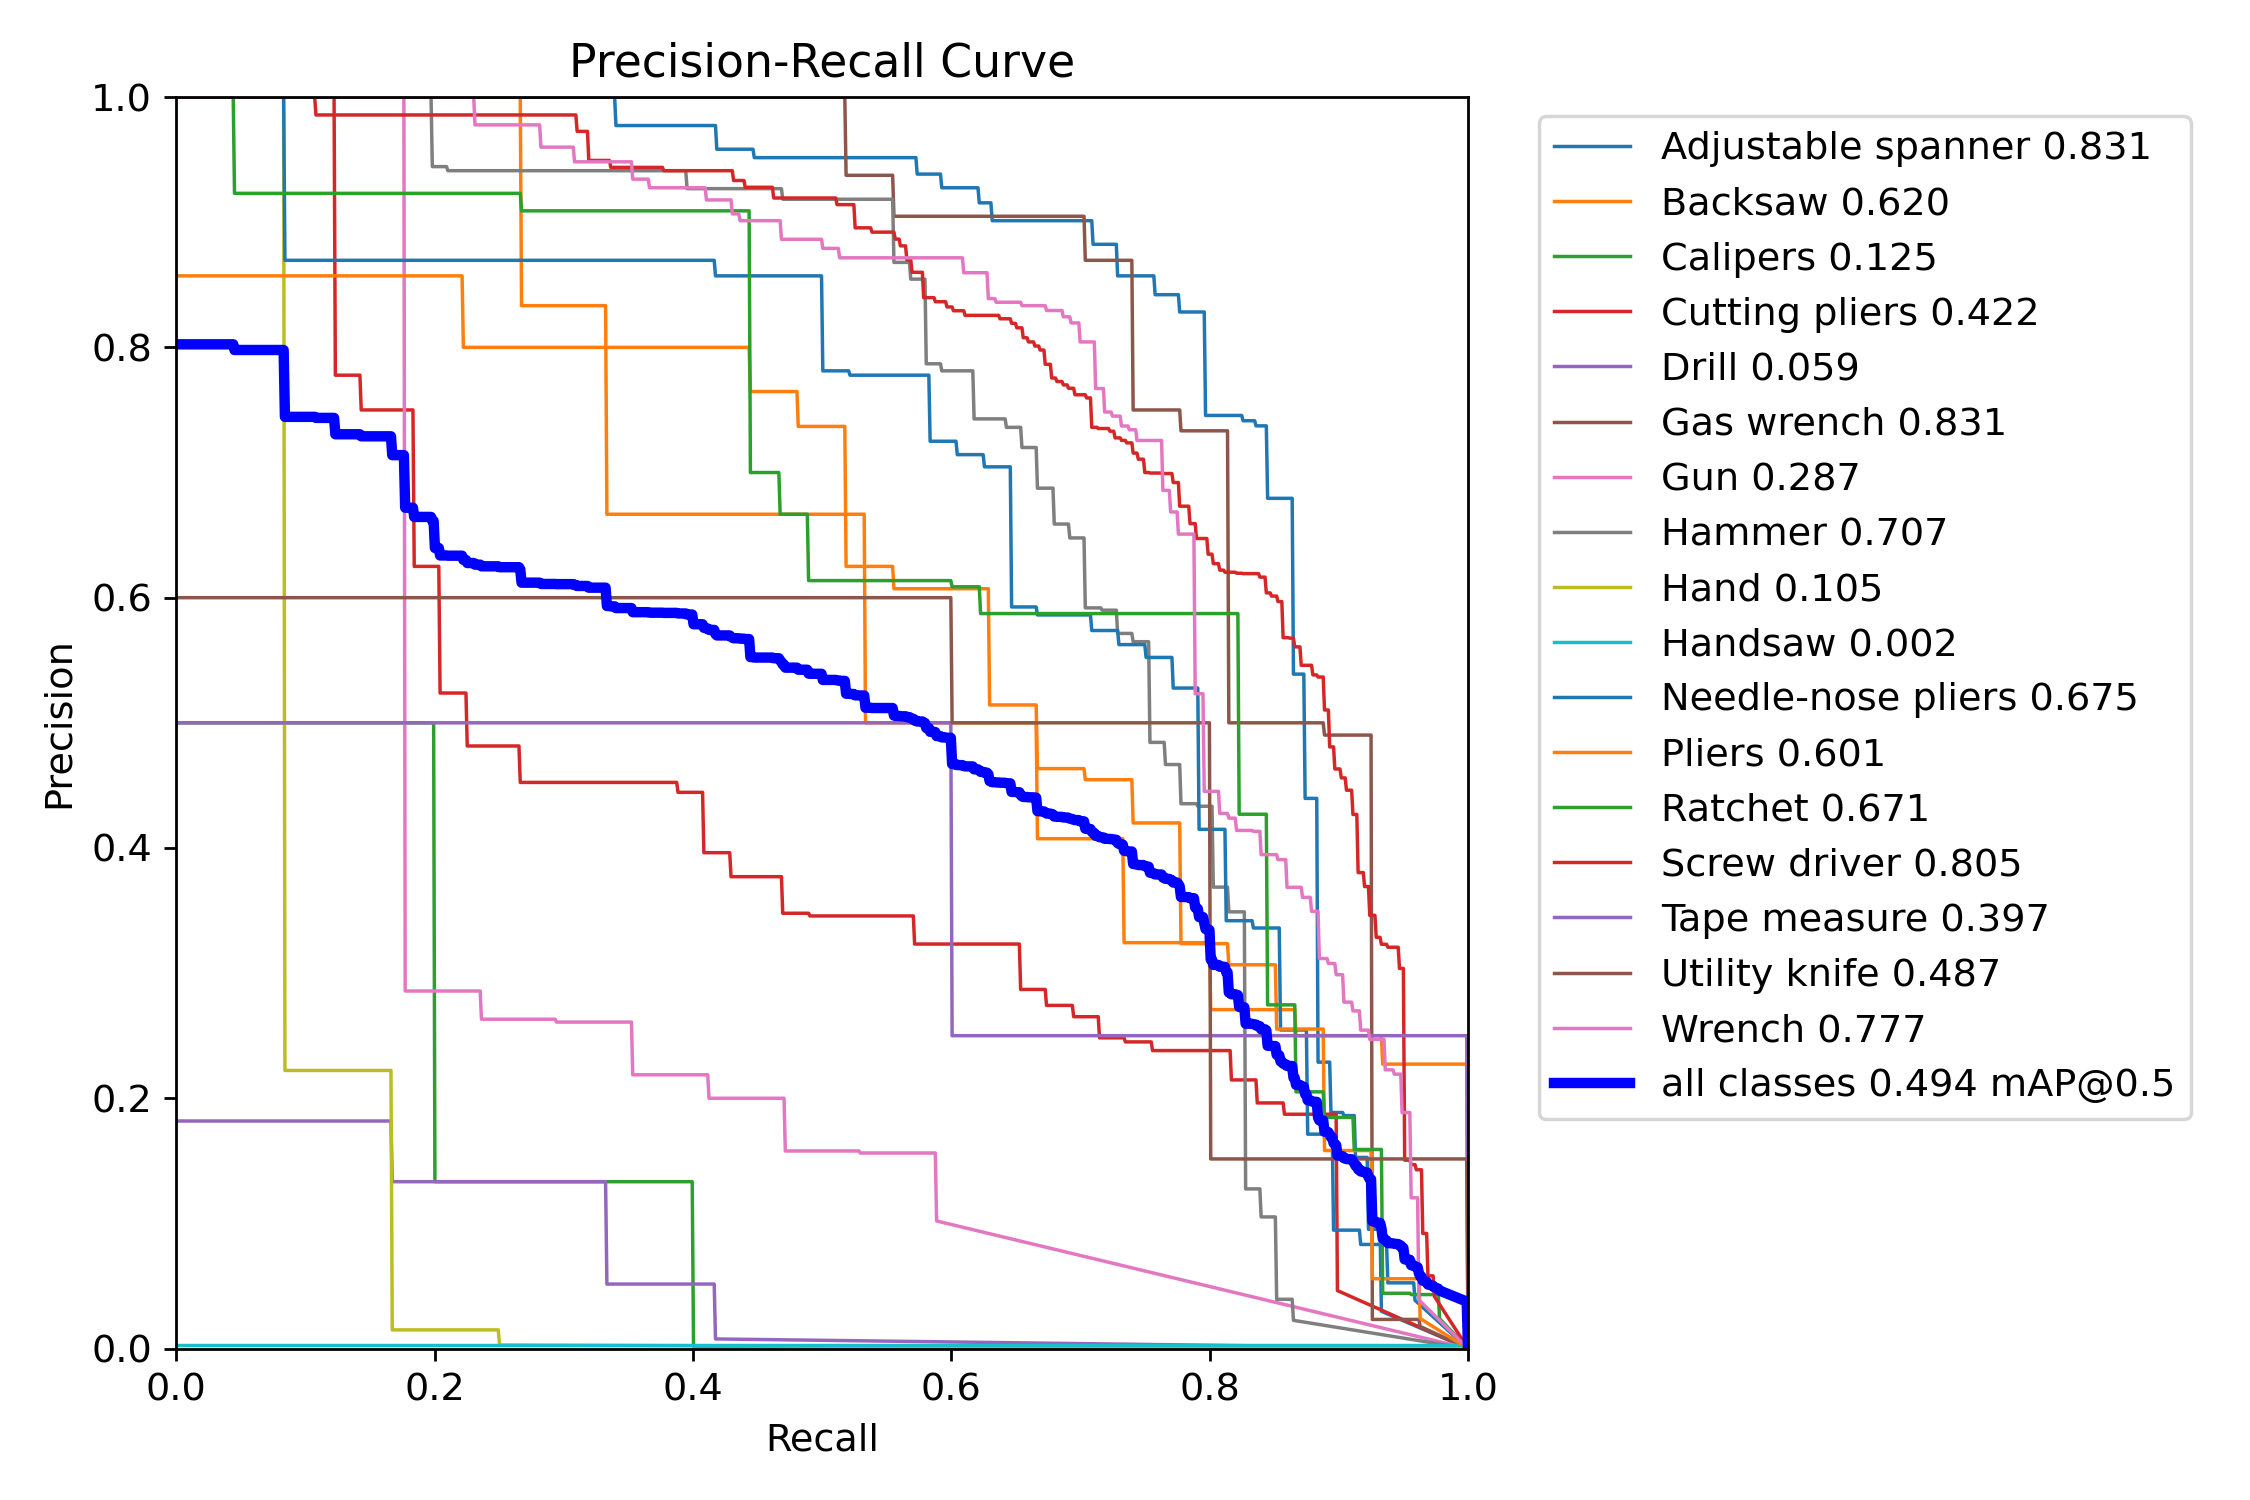 Precision-Recall Curve
1.0
0.8
0.6
0.4
0.2
0.0
Precision
0.0 0.2 0.4 0.6 0.8 1.0
Recall
Adjustable spanner 0.831
Backsaw 0.620
Calipers 0.125
Cutting pliers 0.422
Drill 0.059
Gas wrench 0.831
Gun 0.287
Hammer 0.707
Hand 0.105
Handsaw 0.002
Needle-nose pliers 0.675
Pliers 0.601
Ratchet 0.671
Screw driver 0.805
Tape measure 0.397
Utility knife 0.487
Wrench 0.777
all classes 0.494 mAP@0.5